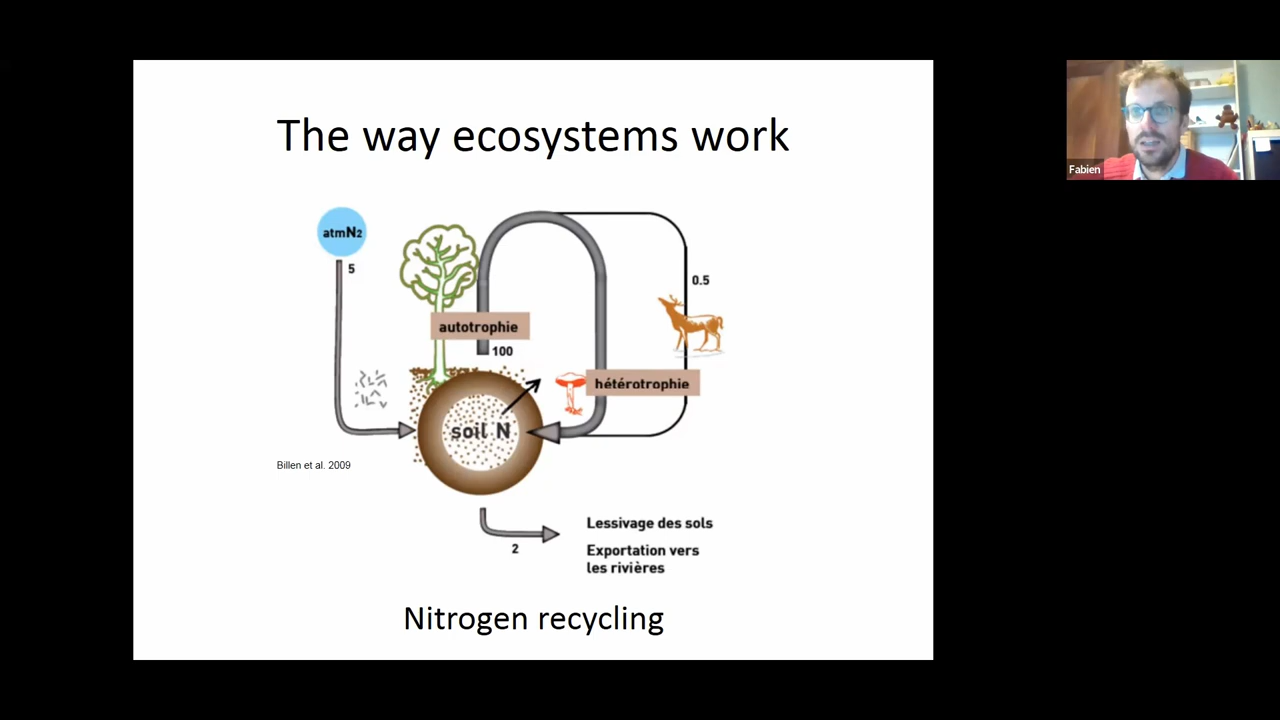 The way ecosystems work
atmN2
5
0.5
autotrophie
100
hétérotrophie
soil N
Billen et al. 2009
Lessivage des sols
2
Exportation vers
les rivières
Nitrogen recycling
Fabien